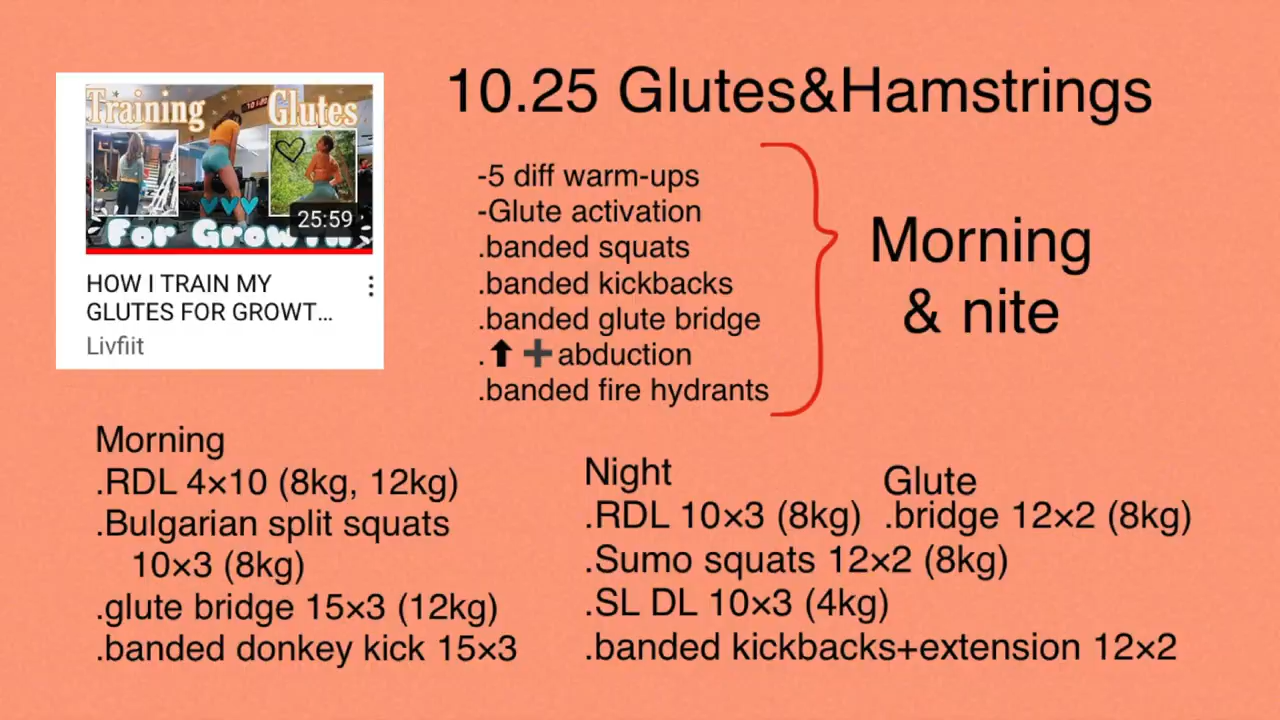 10.25 Glutes&Hamstrings
Training Glutes
25:59
For Growth
HOW I TRAIN MY
GLUTES FOR GROWT...
Livfiit
-5 diff warm-ups
-Glute activation
.banded squats
.banded kickbacks
.banded glute bridge
.⬆➕abduction
.banded fire hydrants
Morning
& nite
Morning
.RDL 4×10 (8kg, 12kg)
.Bulgarian split squats
10×3 (8kg)
.glute bridge 15×3 (12kg)
.banded donkey kick 15×3
Night
.RDL 10×3 (8kg)
.Sumo squats 12×2 (8kg)
.SL DL 10×3 (4kg)
.banded kickbacks+extension 12×2
Glute
.bridge 12×2 (8kg)